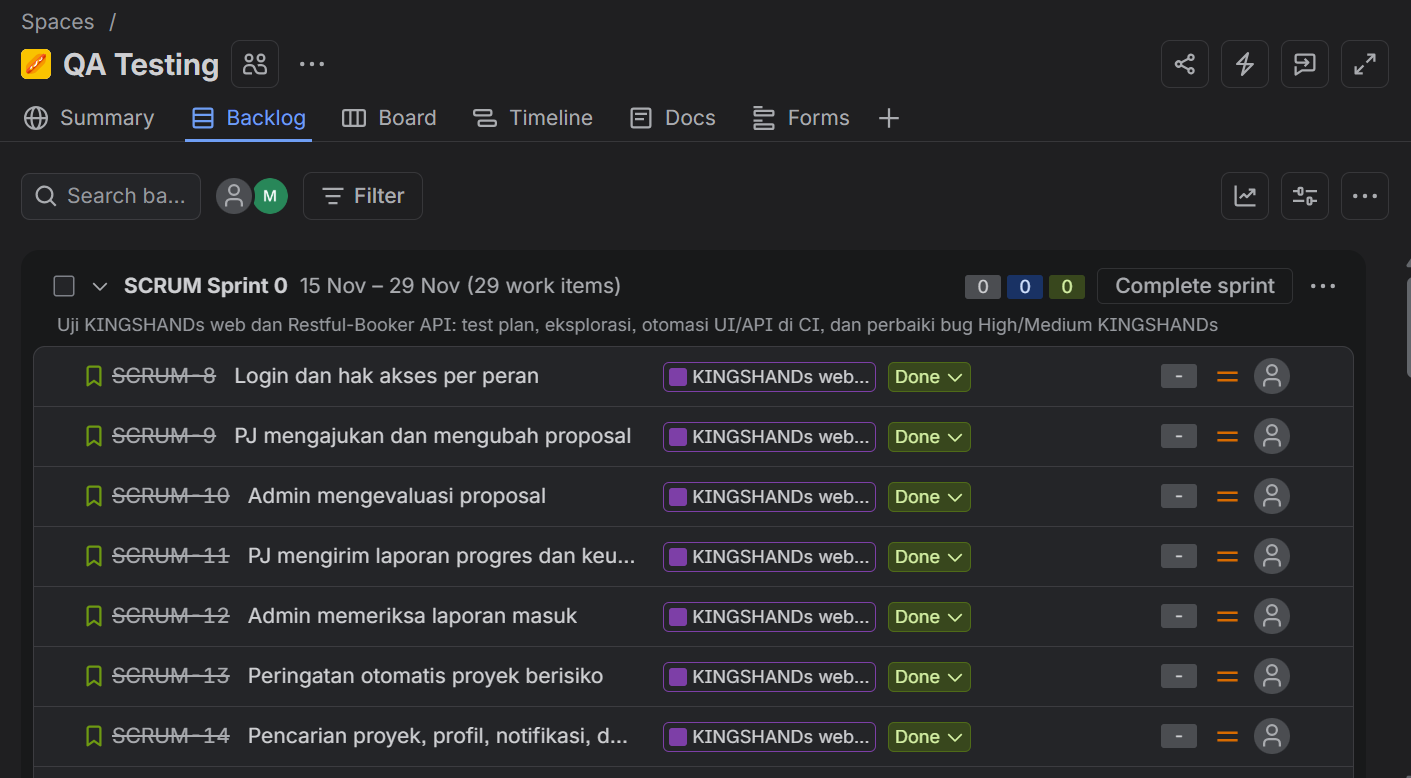 Spaces /
QA Testing
Summary Backlog Board Timeline Docs Forms
Search ba... M Filter
SCRUM Sprint 0 15 Nov – 29 Nov (29 work items) 0 0 0 Complete sprint
Uji KINGSHANDs web dan Restful-Booker API: test plan, eksplorasi, otomasi UI/API di CI, dan perbaiki bug High/Medium KINGSHANDs
SCRUM-8 Login dan hak akses per peran KINGSHANDs web... Done -
SCRUM-9 PJ mengajukan dan mengubah proposal KINGSHANDs web... Done -
SCRUM-10 Admin mengevaluasi proposal KINGSHANDs web... Done -
SCRUM-11 PJ mengirim laporan progres dan keu... KINGSHANDs web... Done -
SCRUM-12 Admin memeriksa laporan masuk KINGSHANDs web... Done -
SCRUM-13 Peringatan otomatis proyek berisiko KINGSHANDs web... Done -
SCRUM-14 Pencarian proyek, profil, notifikasi, d... KINGSHANDs web... Done -